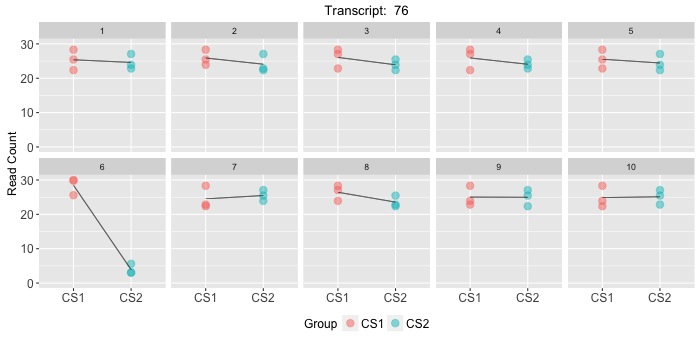 Transcript:  76
1 2 3 4 5
30
20
10
0
Read Count
6 7 8 9 10
30
20
10
0
CS1 CS2 CS1 CS2 CS1 CS2 CS1 CS2 CS1 CS2
Group CS1 CS2